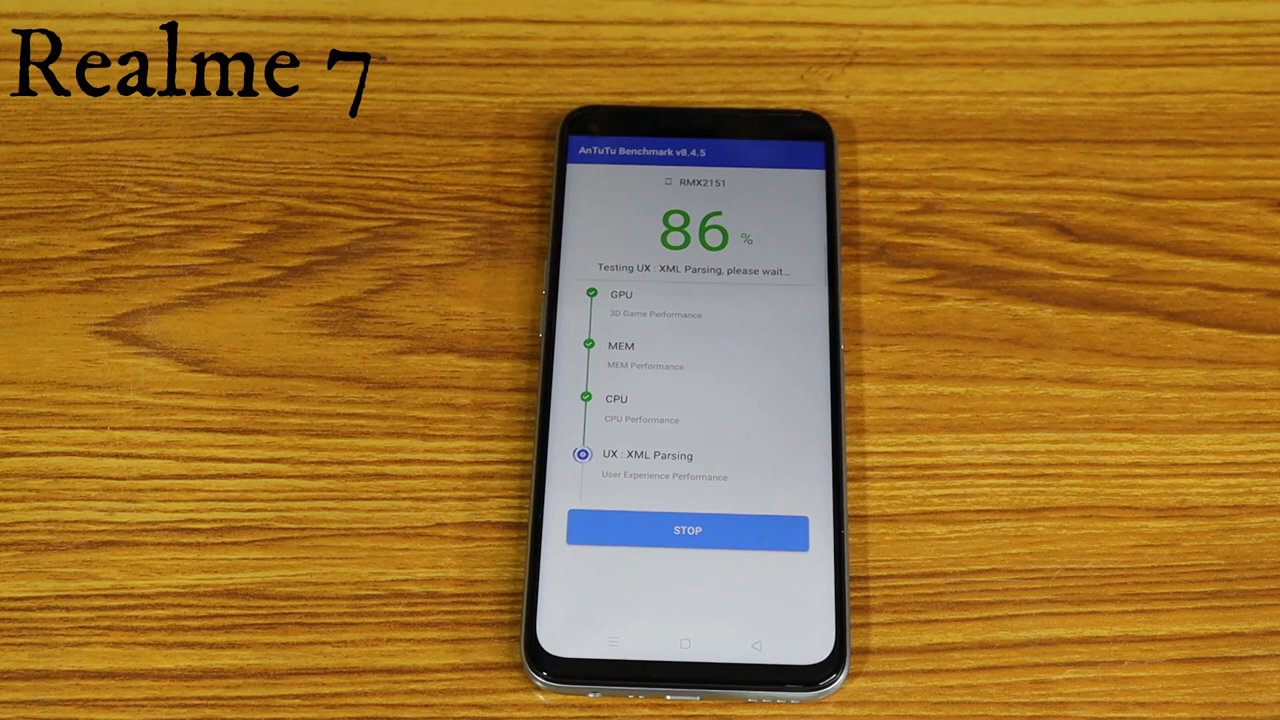 Realme 7
AnTuTu Benchmark v8.4.5
RMX2151
86 %
Testing UX : XML Parsing, please wait...
GPU
3D Game Performance
MEM
MEM Performance
CPU
CPU Performance
UX : XML Parsing
User Experience Performance
STOP